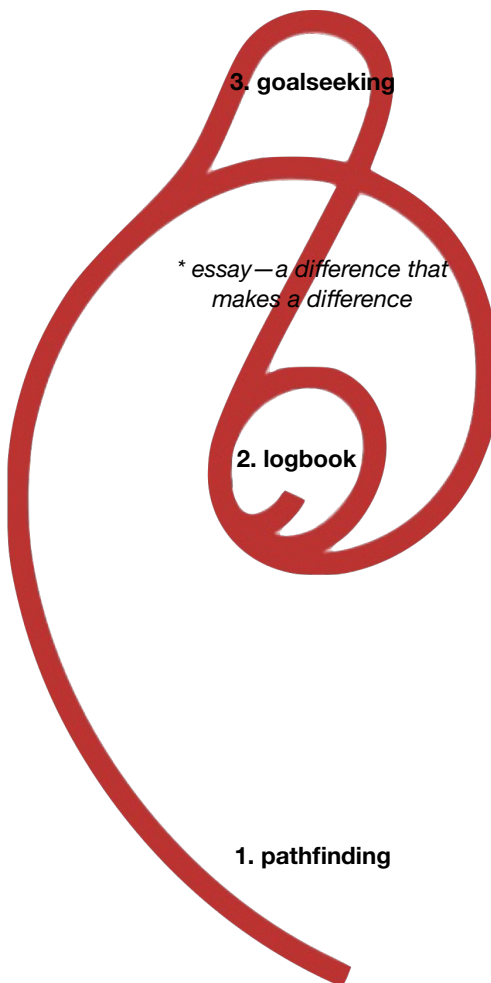 3. goalseeking
* essay—a difference that
makes a difference
2. logbook
1. pathfinding